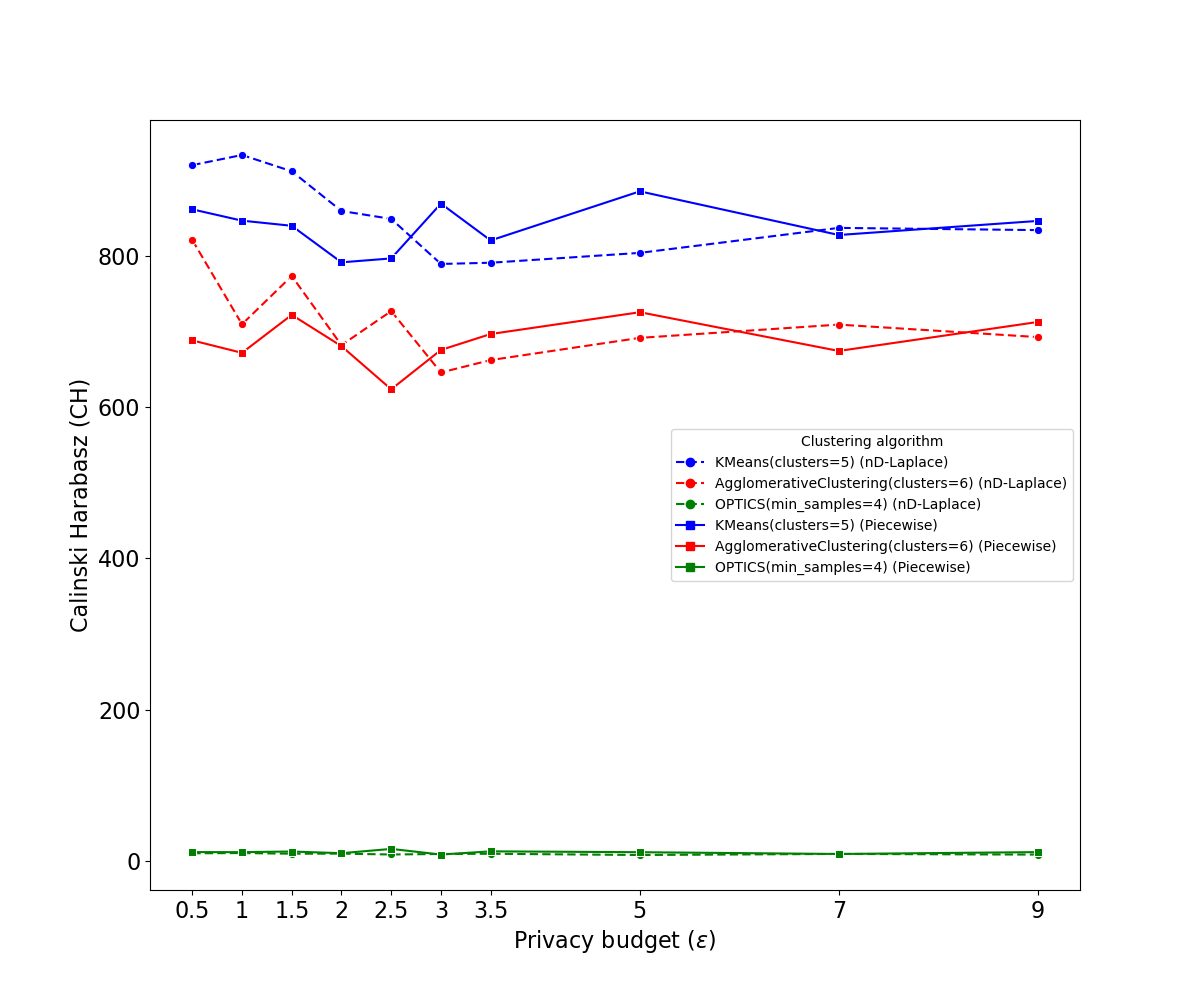 800
600
400
200
0
Calinski Harabasz (CH)
Clustering algorithm
KMeans(clusters=5) (nD-Laplace)
AgglomerativeClustering(clusters=6) (nD-Laplace)
OPTICS(min_samples=4) (nD-Laplace)
KMeans(clusters=5) (Piecewise)
AgglomerativeClustering(clusters=6) (Piecewise)
OPTICS(min_samples=4) (Piecewise)
0.5 1 1.5 2 2.5 3 3.5 5 7 9
Privacy budget (ε)